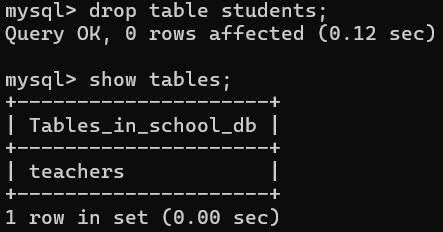 mysql> drop table students;
Query OK, 0 rows affected (0.12 sec)
mysql> show tables;
+---------------------+
| Tables_in_school_db |
+---------------------+
| teachers            |
+---------------------+
1 row in set (0.00 sec)